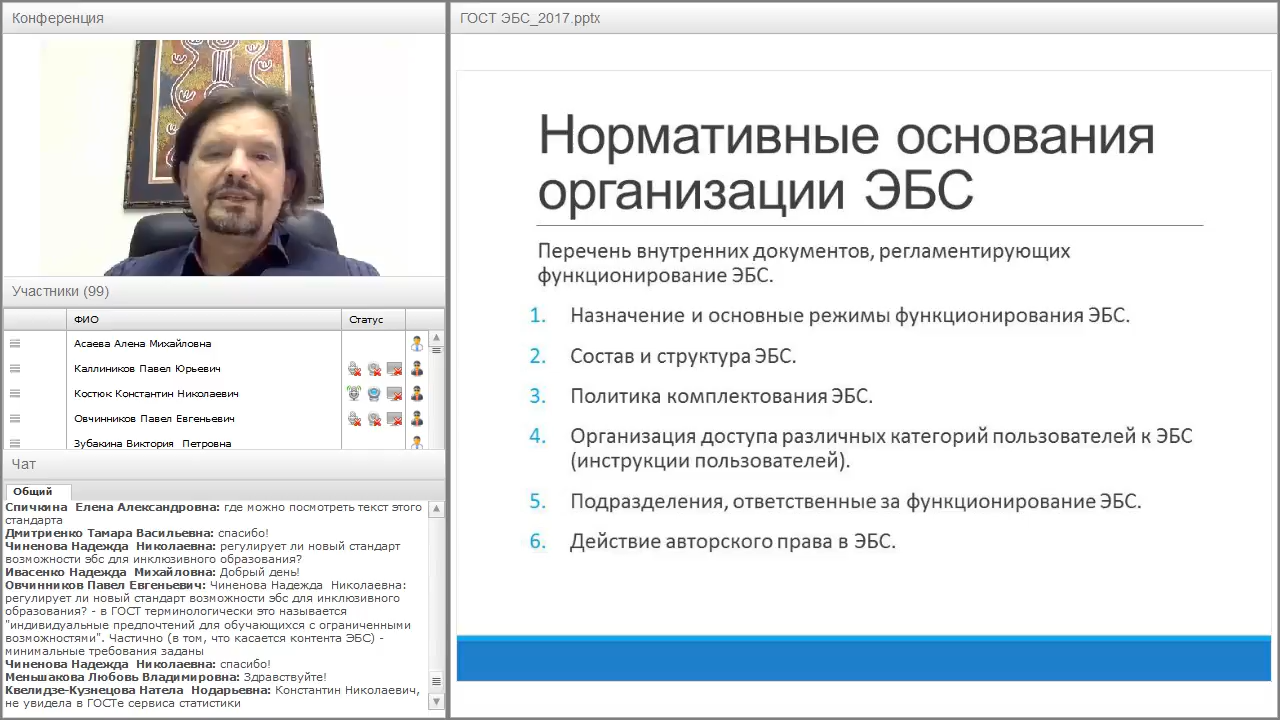 Конференция
Участники (99)
ФИО
Статус
Асаева Алена Михайловна
Каллиников Павел Юрьевич
Костюк Константин Николаевич
Овчинников Павел Евгеньевич
Зубакина Виктория Петровна
Чат
Общий
Спичкина Елена Александровна: где можно посмотреть текст этого
стандарта
Дмитриенко Тамара Васильевна: спасибо!
Чиненова Надежда Николаевна: регулирует ли новый стандарт
возможности эбс для инклюзивного образования?
Ивасенко Надежда Михайловна: Добрый день!
Овчинников Павел Евгеньевич: Чиненова Надежда Николаевна:
регулирует ли новый стандарт возможности эбс для инклюзивного
образования? - в ГОСТ терминологически это называется
"индивидуальные предпочтений для обучающихся с ограниченными
возможностями". Частично (в том, что касается контента ЭБС) -
минимальные требования заданы
Чиненова Надежда Николаевна: спасибо!
Меньшакова Любовь Владимировна: Здравствуйте!
Квелидзе-Кузнецова Натела Нодарьевна: Константин Николаевич,
не увидела в ГОСТе сервиса статистики
ГОСТ ЭБС_2017.pptx
Нормативные основания
организации ЭБС
Перечень внутренних документов, регламентирующих
функционирование ЭБС.
1. Назначение и основные режимы функционирования ЭБС.
2. Состав и структура ЭБС.
3. Политика комплектования ЭБС.
4. Организация доступа различных категорий пользователей к ЭБС
(инструкции пользователей).
5. Подразделения, ответственные за функционирование ЭБС.
6. Действие авторского права в ЭБС.